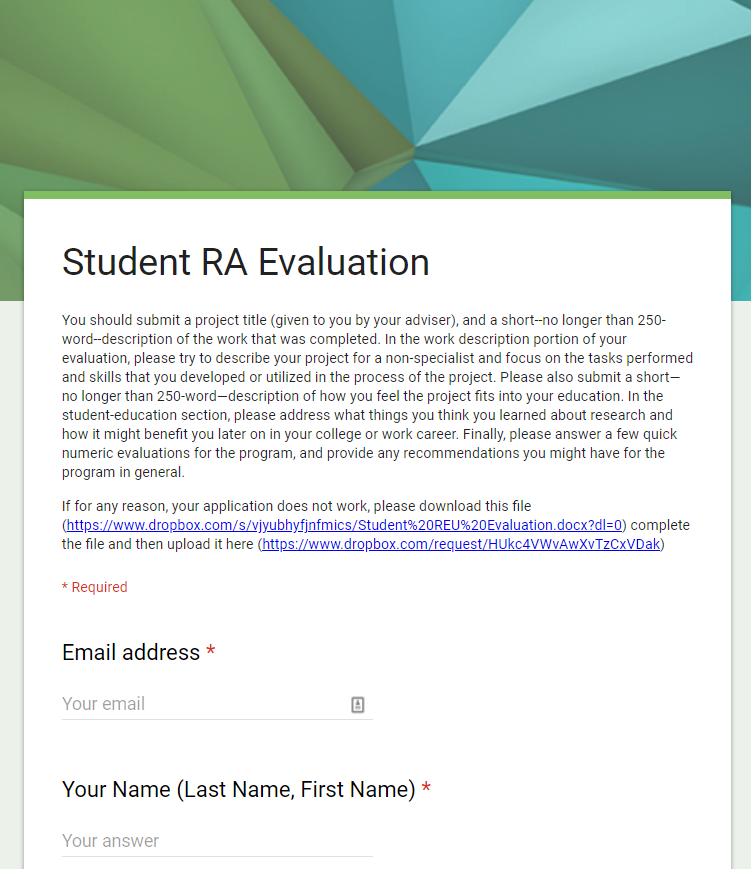 Student RA Evaluation
You should submit a project title (given to you by your adviser), and a short--no longer than 250-
word--description of the work that was completed. In the work description portion of your
evaluation, please try to describe your project for a non-specialist and focus on the tasks performed
and skills that you developed or utilized in the process of the project. Please also submit a short—
no longer than 250-word—description of how you feel the project fits into your education. In the
student-education section, please address what things you think you learned about research and
how it might benefit you later on in your college or work career. Finally, please answer a few quick
numeric evaluations for the program, and provide any recommendations you might have for the
program in general.
If for any reason, your application does not work, please download this file
(https://www.dropbox.com/s/vjyubhyfjnfmics/Student%20REU%20Evaluation.docx?dl=0) complete
the file and then upload it here (https://www.dropbox.com/request/HUkc4VWvAwXvTzCxVDak)
* Required
Email address *
Your email
Your Name (Last Name, First Name) *
Your answer